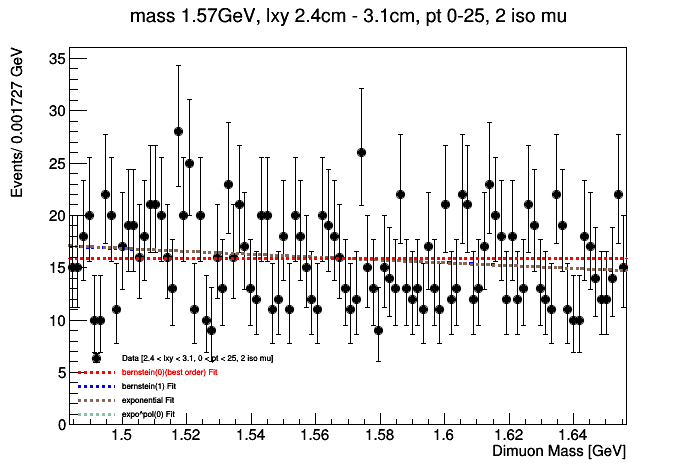 mass 1.57GeV, lxy 2.4cm - 3.1cm, pt 0-25, 2 iso mu
Events/ 0.001727 GeV
35
30
25
20
15
10
5
0
Data [2.4 < lxy < 3.1, 0 < pt < 25, 2 iso mu]
bernstein(0)(best order) Fit
bernstein(1) Fit
exponential Fit
expo^pol(0) Fit
1.5 1.52 1.54 1.56 1.58 1.6 1.62 1.64
Dimuon Mass [GeV]